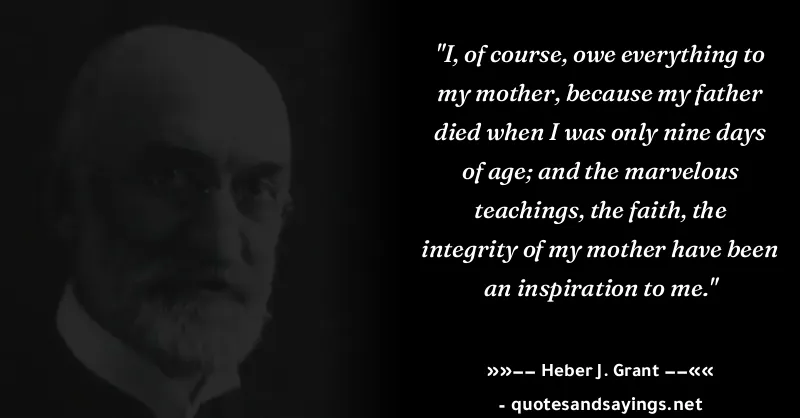 "I, of course, owe everything to
my mother, because my father
died when I was only nine days
of age; and the marvelous
teachings, the faith, the
integrity of my mother have been
an inspiration to me."
»»−− Heber J. Grant −−««
- quotesandsayings.net